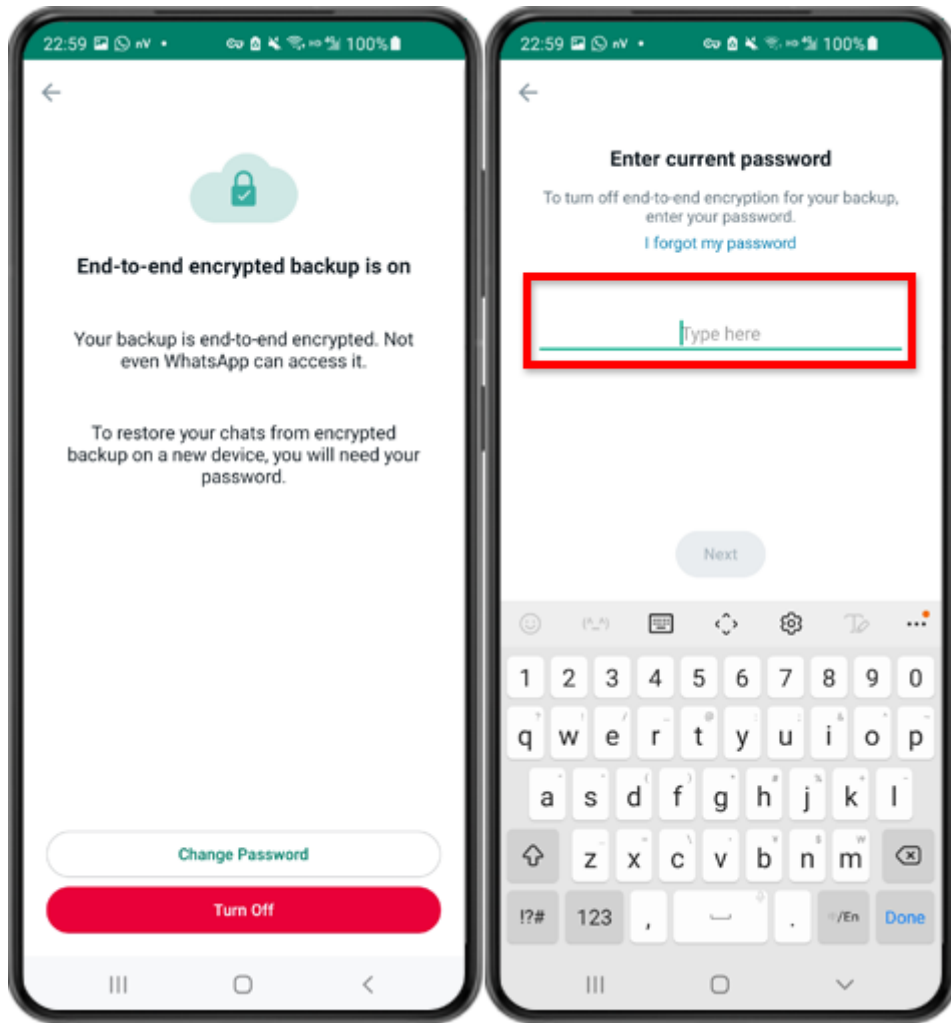 22:59 nV • 100%
End-to-end encrypted backup is on
Your backup is end-to-end encrypted. Not
even WhatsApp can access it.
To restore your chats from encrypted
backup on a new device, you will need your
password.
Change Password
Turn Off
22:59 nV • 100%
Enter current password
To turn off end-to-end encryption for your backup,
enter your password.
I forgot my password
Type here
Next
1 2 3 4 5 6 7 8 9 0
q w e r t y u i o p
a s d f g h j k l
z x c v b n m
!?# 123 , . /En Done